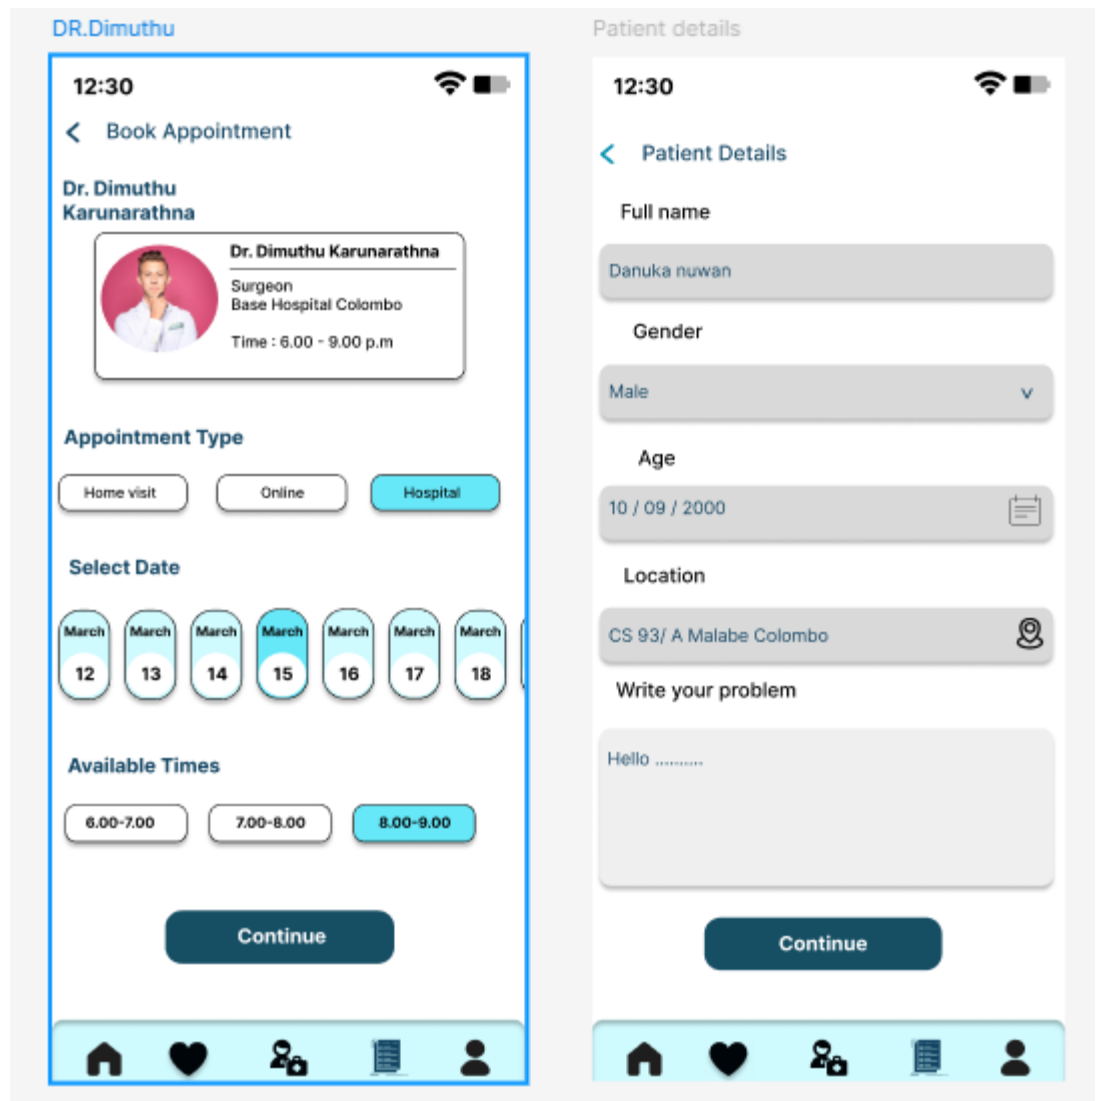 DR.Dimuthu
12:30
Book Appointment
Dr. Dimuthu
Karunarathna
Dr. Dimuthu Karunarathna
Surgeon
Base Hospital Colombo
Time : 6.00 - 9.00 p.m
Appointment Type
Home visit
Online
Hospital
Select Date
March
12
March
13
March
14
March
15
March
16
March
17
March
18
Available Times
6.00-7.00
7.00-8.00
8.00-9.00
Continue
Patient details
12:30
Patient Details
Full name
Danuka nuwan
Gender
Male
Age
10 / 09 / 2000
Location
CS 93/ A Malabe Colombo
Write your problem
Hello ..........
Continue